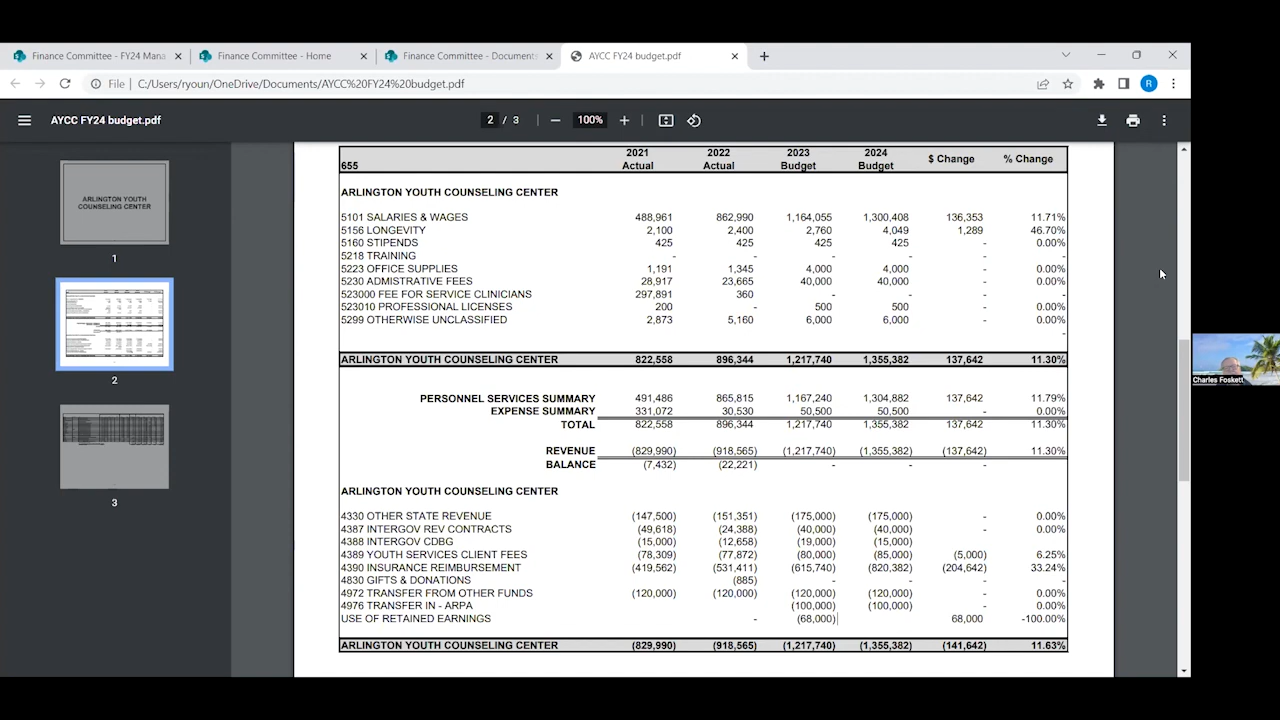 Finance Committee - FY24 Mana
Finance Committee - Home
Finance Committee - Documents
AYCC FY24 budget.pdf
File | C:/Users/ryoun/OneDrive/Documents/AYCC%20FY24%20budget.pdf
R
AYCC FY24 budget.pdf
2 / 3
100%
ARLINGTON YOUTH
COUNSELING CENTER
1
2
3
655 2021 Actual 2022 Actual 2023 Budget 2024 Budget $ Change % Change
ARLINGTON YOUTH COUNSELING CENTER
5101 SALARIES & WAGES 488,961 862,990 1,164,055 1,300,408 136,353 11.71%
5156 LONGEVITY 2,100 2,400 2,760 4,049 1,289 46.70%
5160 STIPENDS 425 425 425 425 - 0.00%
5218 TRAINING - - - - - -
5223 OFFICE SUPPLIES 1,191 1,345 4,000 4,000 - 0.00%
5230 ADMISTRATIVE FEES 28,917 23,665 40,000 40,000 - 0.00%
523000 FEE FOR SERVICE CLINICIANS 297,891 360 - - - -
523010 PROFESSIONAL LICENSES 200 - 500 500 - 0.00%
5299 OTHERWISE UNCLASSIFIED 2,873 5,160 6,000 6,000 - 0.00%
-
ARLINGTON YOUTH COUNSELING CENTER 822,558 896,344 1,217,740 1,355,382 137,642 11.30%
PERSONNEL SERVICES SUMMARY 491,486 865,815 1,167,240 1,304,882 137,642 11.79%
EXPENSE SUMMARY 331,072 30,530 50,500 50,500 - 0.00%
TOTAL 822,558 896,344 1,217,740 1,355,382 137,642 11.30%
REVENUE (829,990) (918,565) (1,217,740) (1,355,382) (137,642) 11.30%
BALANCE (7,432) (22,221) - - -
ARLINGTON YOUTH COUNSELING CENTER
4330 OTHER STATE REVENUE (147,500) (151,351) (175,000) (175,000) - 0.00%
4387 INTERGOV REV CONTRACTS (49,618) (24,388) (40,000) (40,000) - 0.00%
4388 INTERGOV CDBG (15,000) (12,658) (19,000) (15,000)
4389 YOUTH SERVICES CLIENT FEES (78,309) (77,872) (80,000) (85,000) (5,000) 6.25%
4390 INSURANCE REIMBURSEMENT (419,562) (531,411) (615,740) (820,382) (204,642) 33.24%
4830 GIFTS & DONATIONS (885) - - - -
4972 TRANSFER FROM OTHER FUNDS (120,000) (120,000) (120,000) (120,000) - 0.00%
4976 TRANSFER IN - ARPA (100,000) (100,000) - 0.00%
USE OF RETAINED EARNINGS - (68,000) 68,000 -100.00%
ARLINGTON YOUTH COUNSELING CENTER (829,990) (918,565) (1,217,740) (1,355,382) (141,642) 11.63%
Charles Foskett